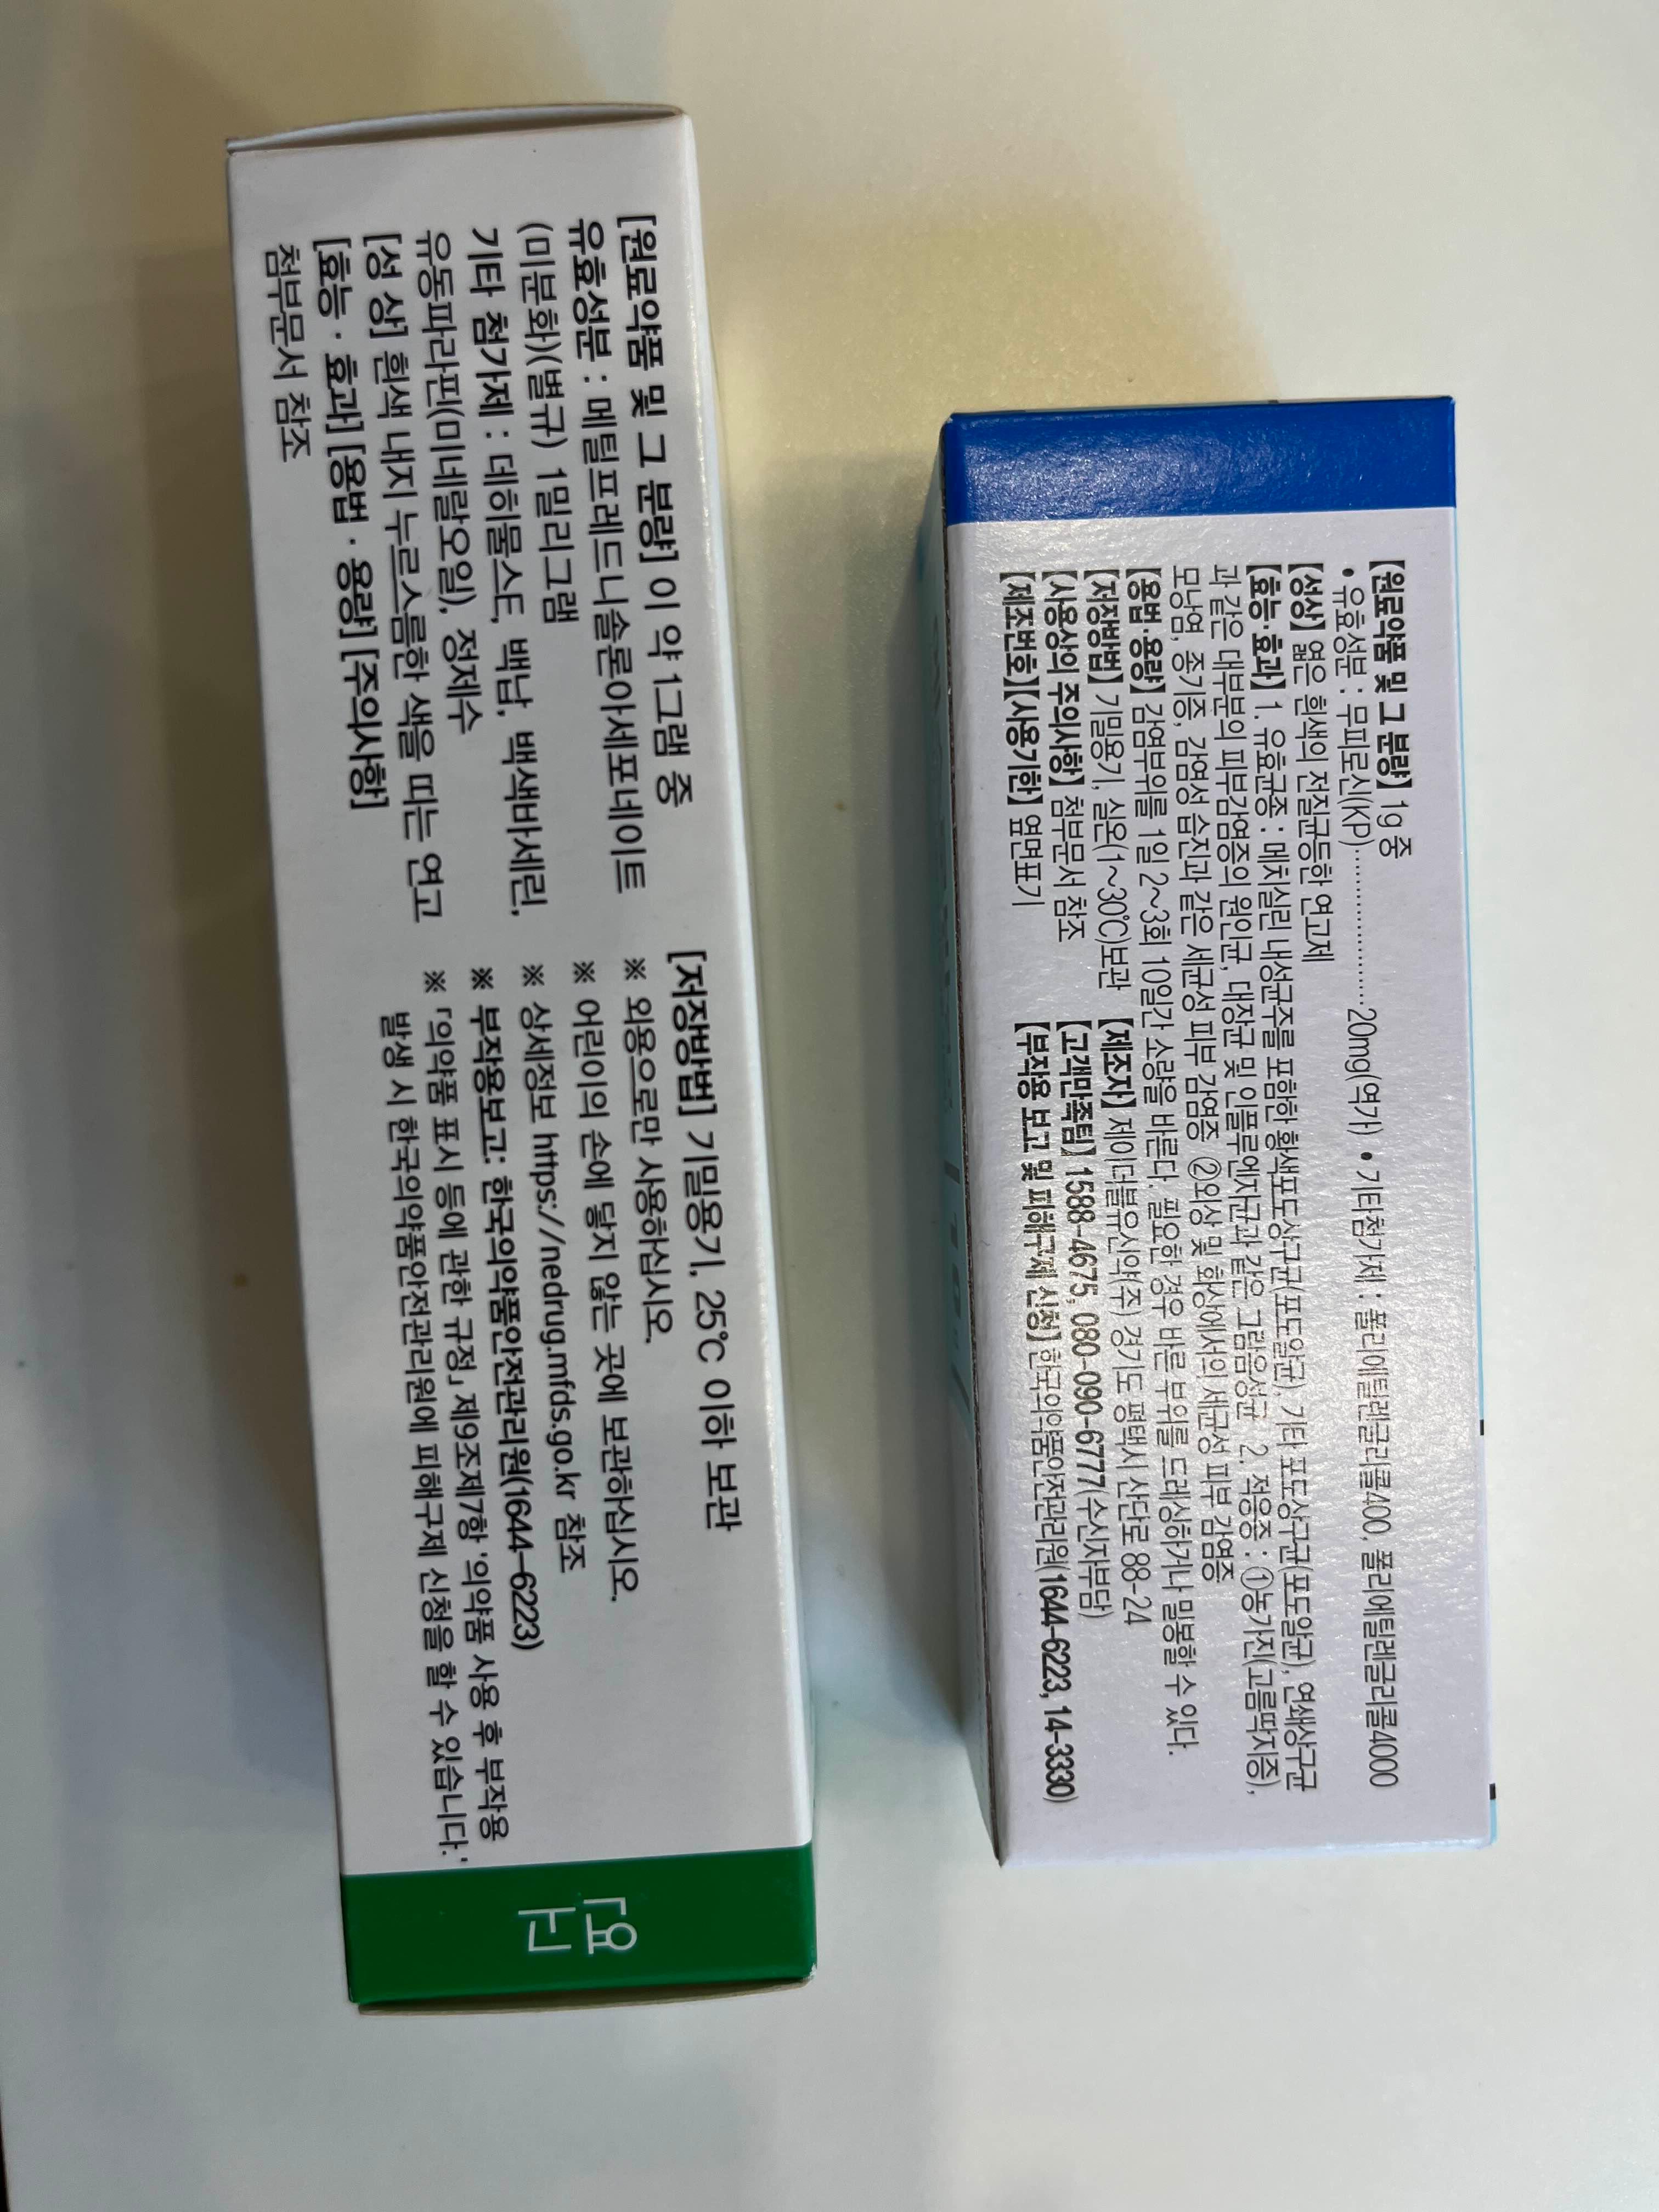 [원료약품 및 그 분량] 이 약 1그램 중
유효성분 : 메틸프레드니솔론아세포네이트
(미분화)(별규) 1밀리그램
기타 첨가제 : 데히물스E, 백납, 백색바세린,
유동파라핀(미네랄오일), 정제수
[성 상] 흰색 내지 누르스름한 색을 띠는 연고
[효능 · 효과] [용법 · 용량] [주의사항]
첨부문서 참조
[저장방법] 기밀용기, 25℃ 이하 보관
※ 외용으로만 사용하십시오.
※ 어린이의 손에 닿지 않는 곳에 보관하십시오.
※ 상세정보 https://nedrug.mfds.go.kr 참조
※ 부작용보고: 한국의약품안전관리원(1644-6223)
※ 「의약품 표시 등에 관한 규정」 제9조제7항 '의약품 사용 후 부작용
발생 시 한국의약품안전관리원에 피해구제 신청을 할 수 있습니다.'
【원료약품 및 그 분량】 1g 중
• 유효성분 : 무피로신(KP)....................20mg(역가) • 기타첨가제 : 폴리에틸렌글리콜400, 폴리에틸렌글리콜4000
【성상】 엷은 흰색의 전질균등한 연고제
【효능·효과】 1. 유효균종 : 메치실린 내성균주를 포함한 황색포도상구균(포도알균), 기타 포도상구균(포도알균), 연쇄상구균
과 같은 대부분의 피부감염증의 원인균, 대장균 및 인플루엔자균과 같은 그람음성균 2. 적응증 : ①농가진(고름딱지증),
모낭염, 종기증, 감염성 습진과 같은 세균성 피부 감염증 ②외상 및 화상에서의 세균성 피부 감염증
【용법·용량】 감염부위를 1일 2~3회 10일간 소량을 바른다. 필요한 경우 바른 부위를 드레싱하거나 밀봉할 수 있다.
【저장방법】 기밀용기, 실온(1~30℃)보관
【사용상의 주의사항】 첨부문서 참조
【제조번호】【사용기한】 옆면표기
【제조자】 제이더블유신약(주) 경기도 평택시 산단로 88-24
【고객만족팀】 1588-4675, 080-090-6777(수신자부담)
【부작용 보고 및 피해구제 신청】 한국의약품안전관리원(1644-6223, 14-3330)